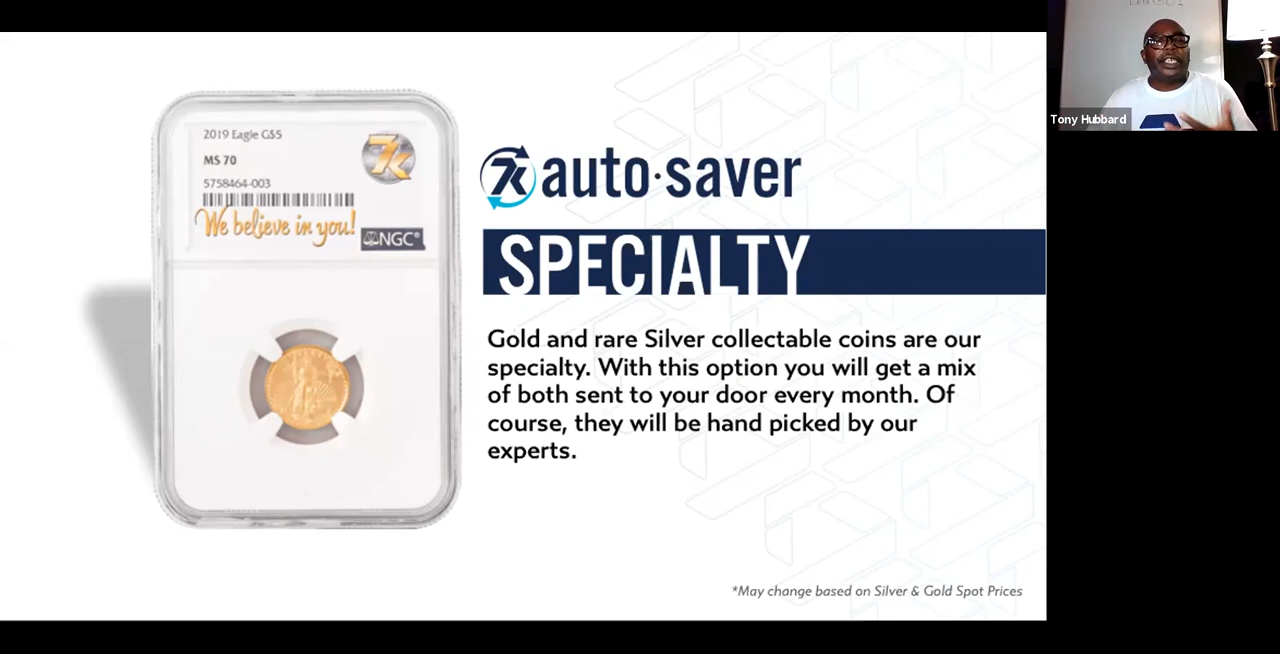 2019 Eagle G$5
MS 70
5758464-003
7k
We believe in you!
NGC
7k auto·saver
SPECIALTY
Gold and rare Silver collectable coins are our
specialty. With this option you will get a mix
of both sent to your door every month. Of
course, they will be hand picked by our
experts.
*May change based on Silver & Gold Spot Prices
Tony Hubbard